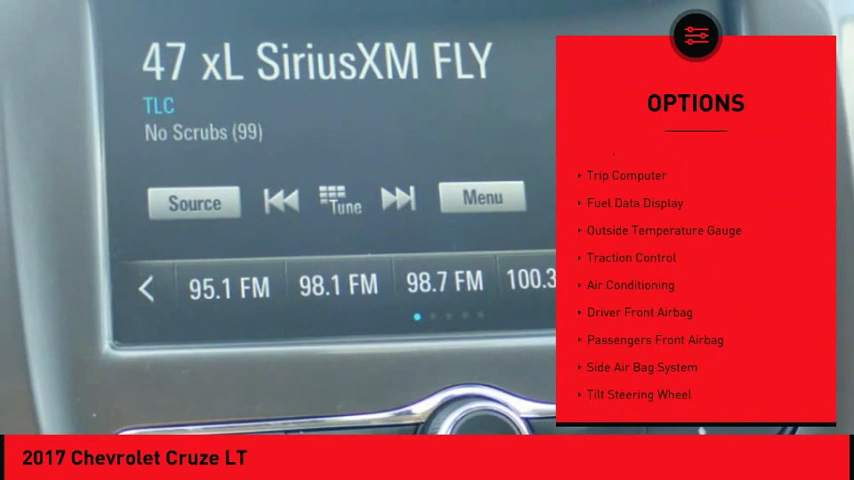 47 xL SiriusXM FLY
TLC
No Scrubs (99)
Source
Tune
Menu
95.1 FM
98.1 FM
98.7 FM
100.3
OPTIONS
Trip Computer
Fuel Data Display
Outside Temperature Gauge
Traction Control
Air Conditioning
Driver Front Airbag
Passengers Front Airbag
Side Air Bag System
Tilt Steering Wheel
2017 Chevrolet Cruze LT